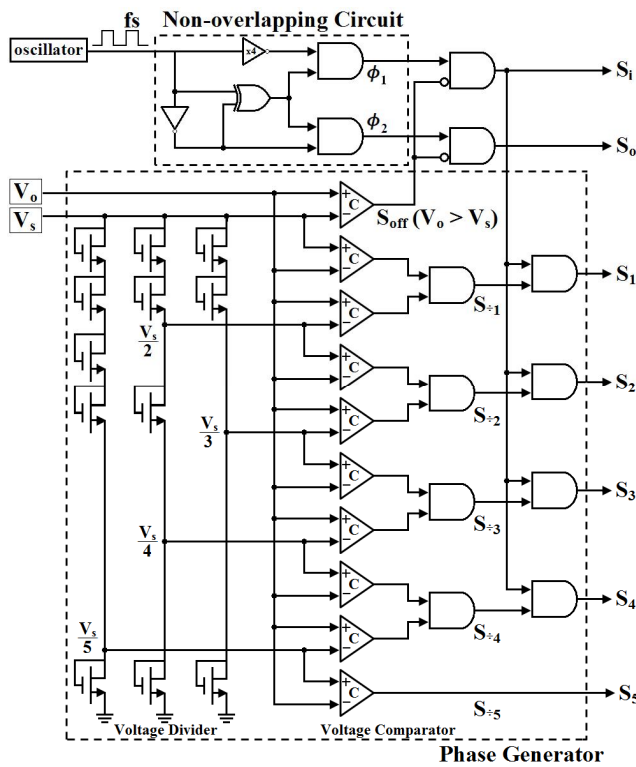 Non-overlapping Circuit
oscillator
fs
x4
ϕ1
ϕ2
Si
So
Vo
Vs
+
−
C
Soff (Vo > Vs)
+
−
C
S÷1
S1
+
−
C
Vs/2
+
−
C
S÷2
S2
+
−
C
Vs/3
+
−
C
S÷3
S3
+
−
C
Vs/4
+
−
C
S÷4
S4
+
−
C
Vs/5
+
−
C
S÷5
S5
Voltage Divider
Voltage Comparator
Phase Generator